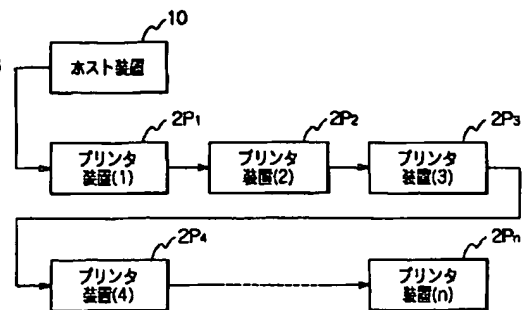 10
ホスト装置
2P1 2P2 2P3
プリンタ プリンタ プリンタ
装置(1) 装置(2) 装置(3)
2P4 2Pn
プリンタ プリンタ
装置(4) 装置(n)